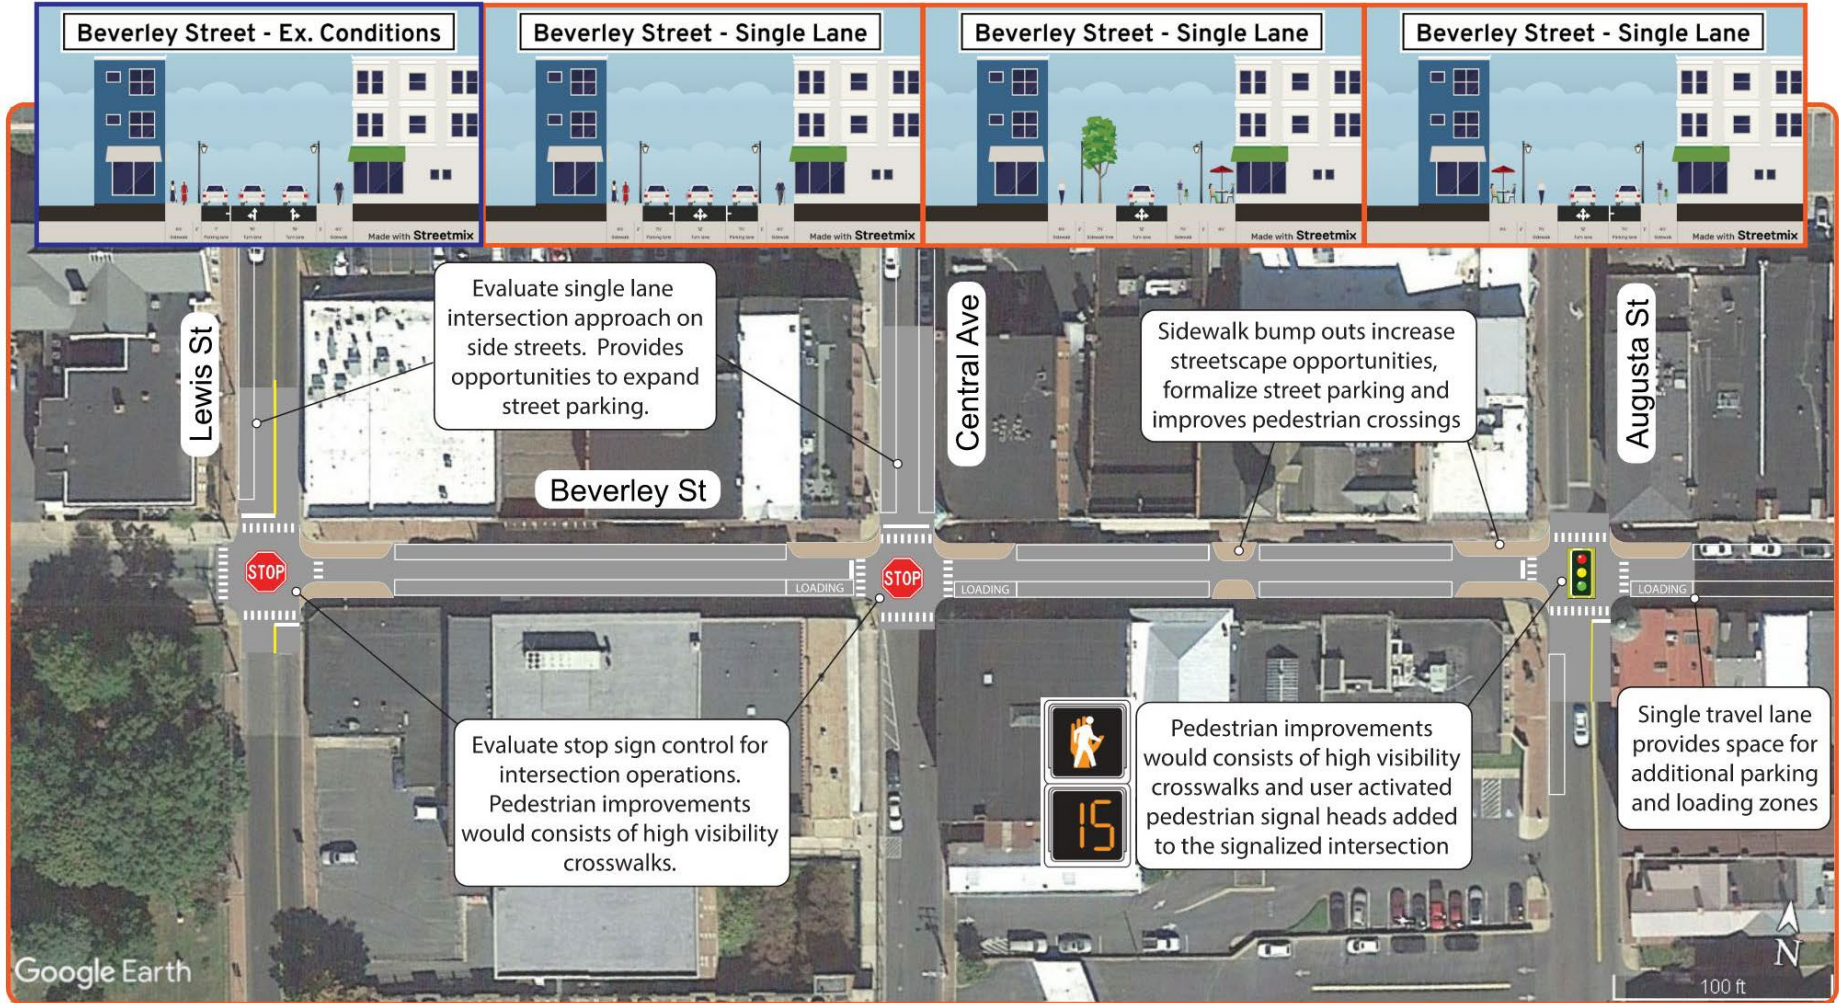 Beverley Street - Ex. Conditions
Beverley Street - Single Lane
Beverley Street - Single Lane
Beverley Street - Single Lane
Made with Streetmix
Made with Streetmix
Made with Streetmix
Made with Streetmix
Lewis St
Evaluate single lane
intersection approach on
side streets. Provides
opportunities to expand
street parking.
Central Ave
Sidewalk bump outs increase
streetscape opportunities,
formalize street parking and
improves pedestrian crossings
Augusta St
Beverley St
STOP
LOADING
STOP
LOADING
LOADING
Evaluate stop sign control for
intersection operations.
Pedestrian improvements
would consists of high visibility
crosswalks.
15
Pedestrian improvements
would consists of high visibility
crosswalks and user activated
pedestrian signal heads added
to the signalized intersection
Single travel lane
provides space for
additional parking
and loading zones
Google Earth
N
100 ft